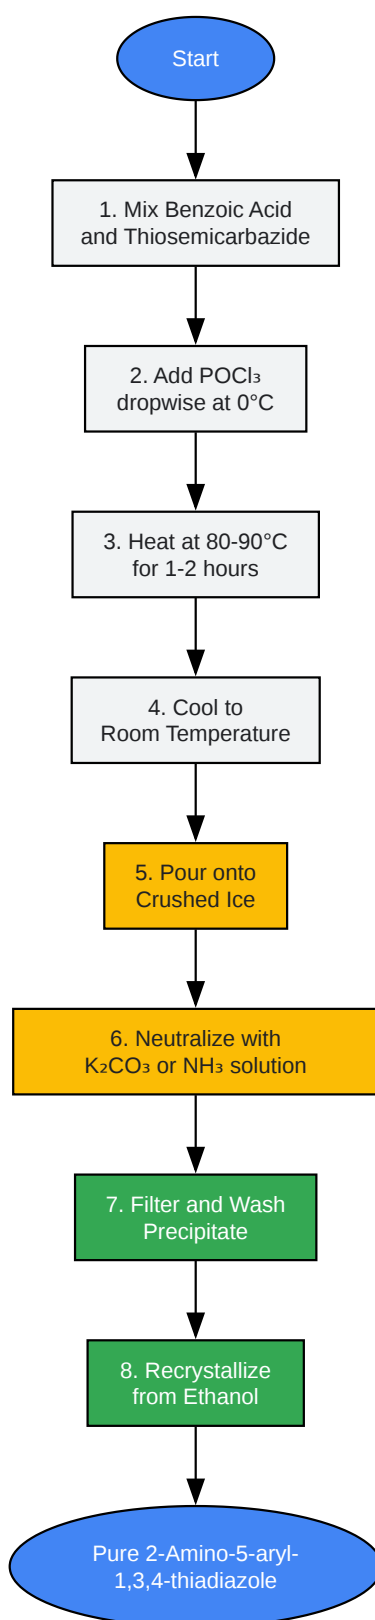 Start
1. Mix Benzoic Acid
and Thiosemicarbazide
2. Add POCl₃
dropwise at 0°C
3. Heat at 80-90°C
for 1-2 hours
4. Cool to
Room Temperature
5. Pour onto
Crushed Ice
6. Neutralize with
K₂CO₃ or NH₃ solution
7. Filter and Wash
Precipitate
8. Recrystallize
from Ethanol
Pure 2-Amino-5-aryl-
1,3,4-thiadiazole